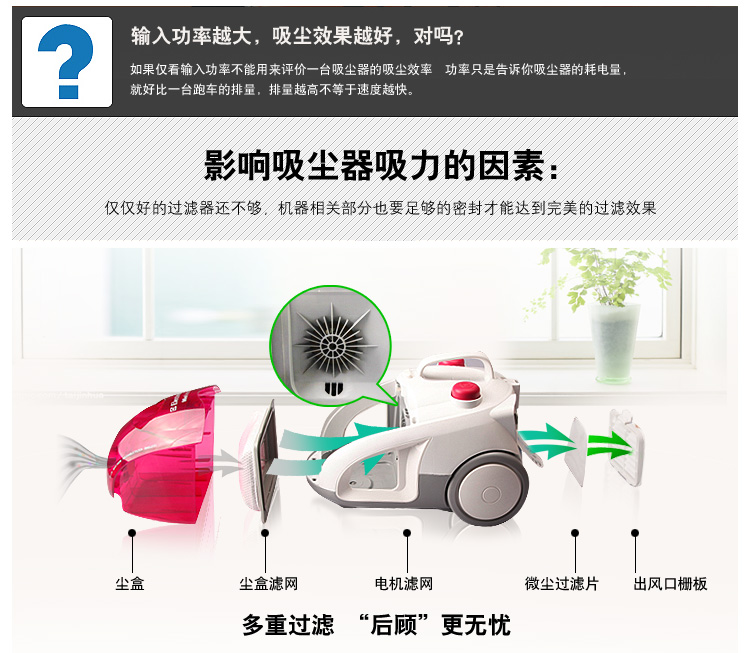 输入功率越大，吸尘效果越好，对吗？
如果仅看输入功率不能用来评价一台吸尘器的吸尘效率 功率只是告诉你吸尘器的耗电量，
就好比一台跑车的排量，排量越高不等于速度越快。
影响吸尘器吸力的因素：
仅仅好的过滤器还不够，机器相关部分也要足够的密封才能达到完美的过滤效果
尘盒 尘盒滤网 电机滤网 微尘过滤片 出风口栅板
多重过滤 “后顾”更无忧